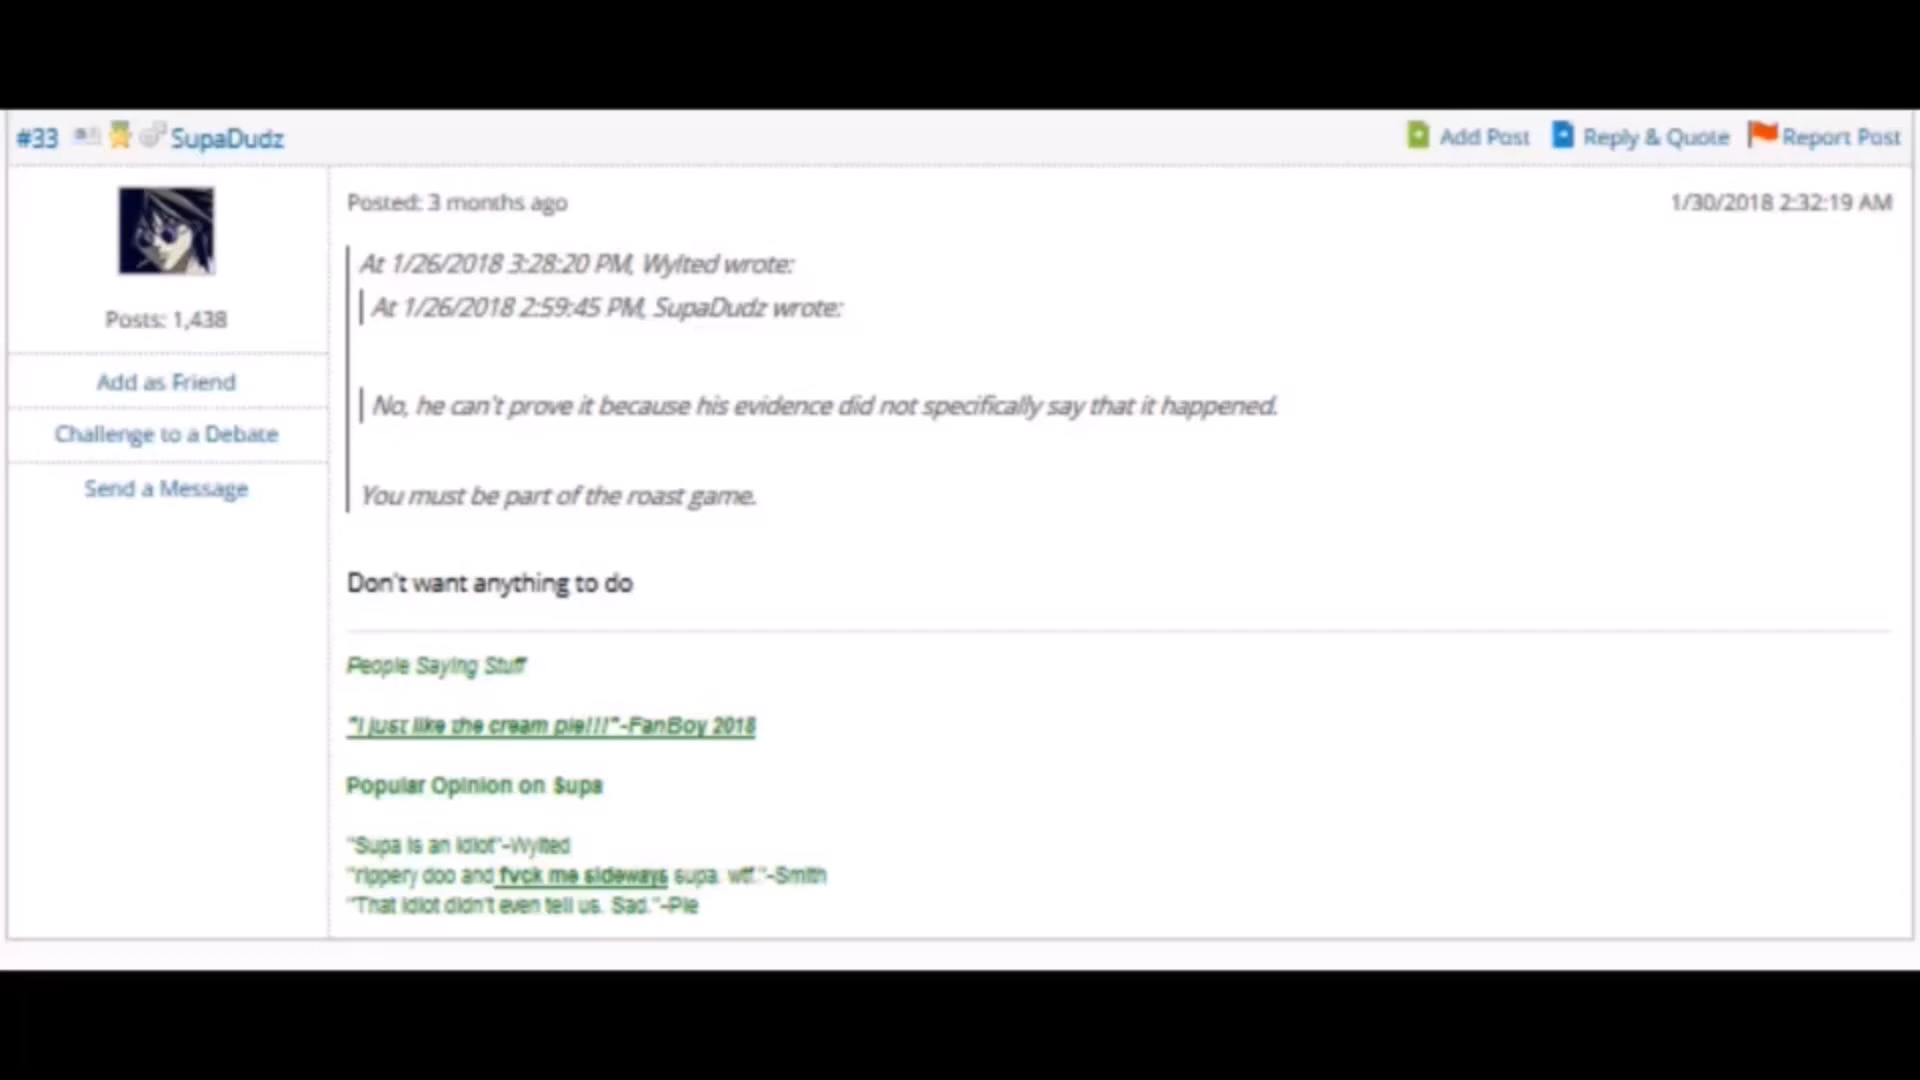 #33 SupaDudz Add Post Reply & Quote Report Post
Posts: 1,438
Add as Friend
Challenge to a Debate
Send a Message
Posted: 3 months ago 1/30/2018 2:32:19 AM
At 1/26/2018 3:28:20 PM, Wylted wrote:
At 1/26/2018 2:59:45 PM, SupaDudz wrote:
No, he can't prove it because his evidence did not specifically say that it happened.
You must be part of the roast game.
Don't want anything to do
People Saying Stuff
"I just like the cream pie!!!"-FanBoy 2018
Popular Opinion on Supa
"Supa is an idiot"-Wylted
"rippery doo and fvck me sideways supa. wtf."-Smith
"That idiot didn't even tell us. Sad."-Pie